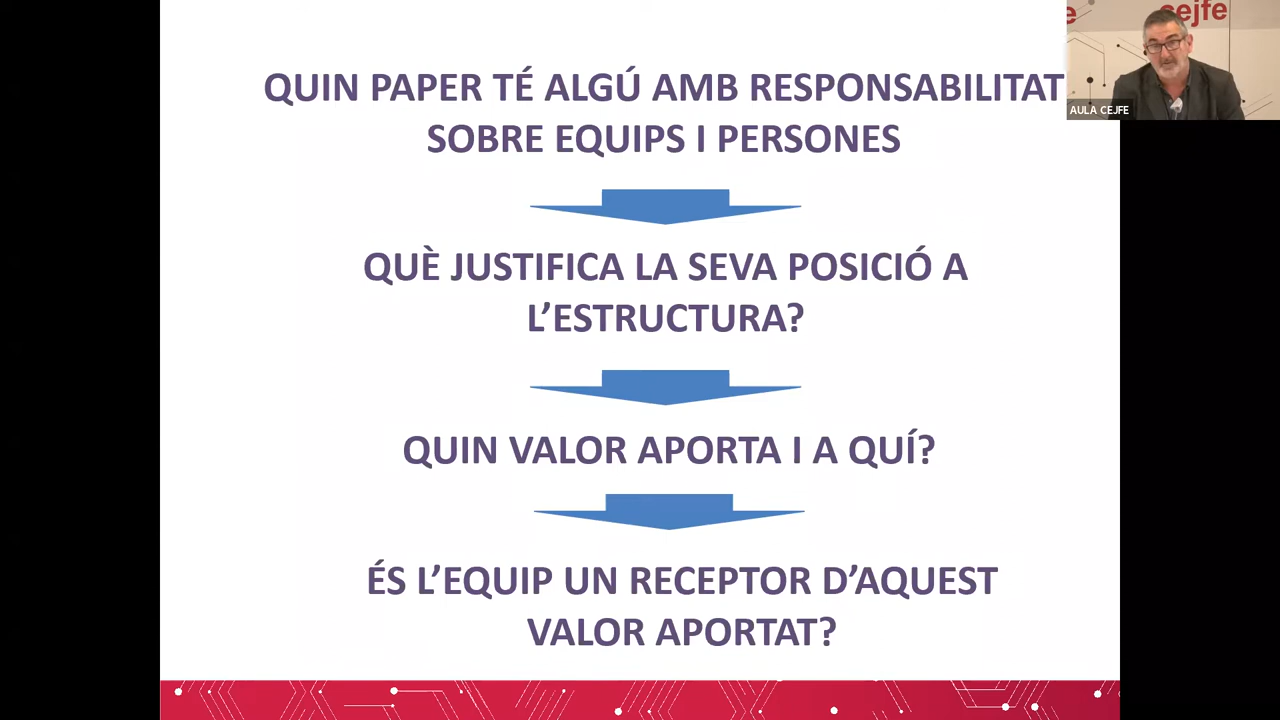 QUIN PAPER TÉ ALGÚ AMB RESPONSABILITAT
SOBRE EQUIPS I PERSONES
QUÈ JUSTIFICA LA SEVA POSICIÓ A
L’ESTRUCTURA?
QUIN VALOR APORTA I A QUÍ?
ÉS L’EQUIP UN RECEPTOR D’AQUEST
VALOR APORTAT?
cejfe
AULA CEJFE